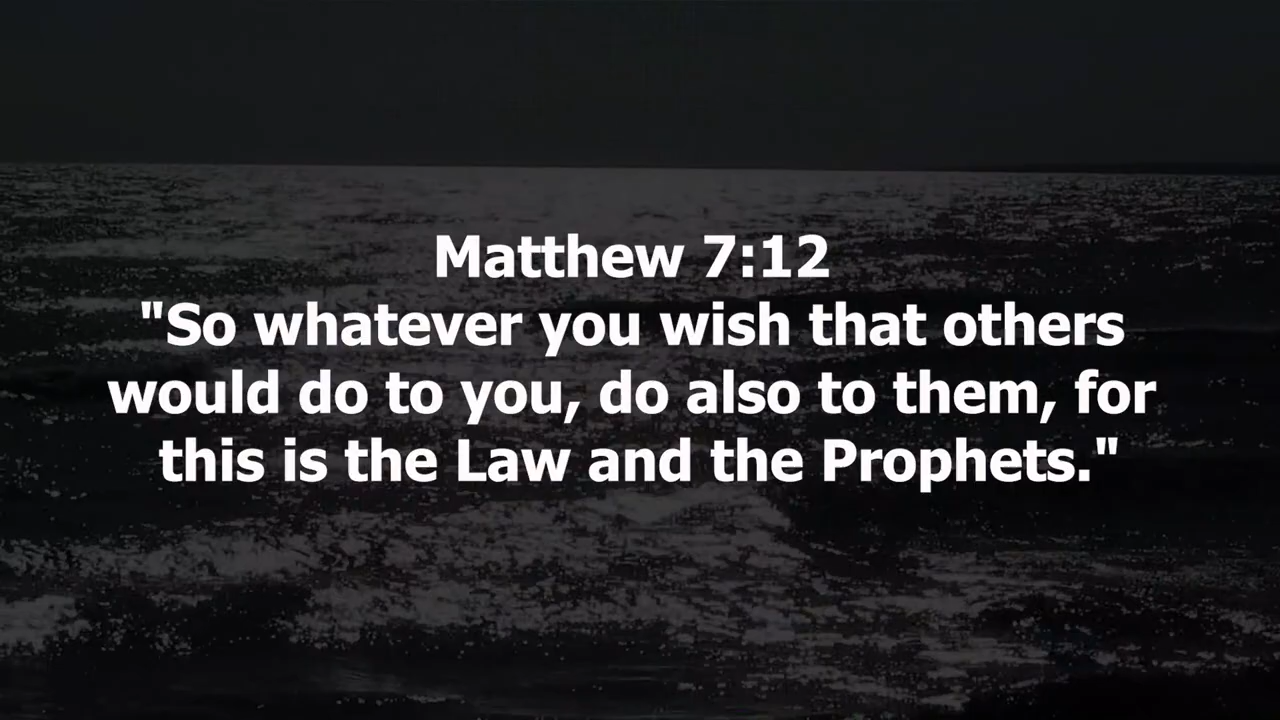 Matthew 7:12
"So whatever you wish that others
would do to you, do also to them, for
this is the Law and the Prophets."